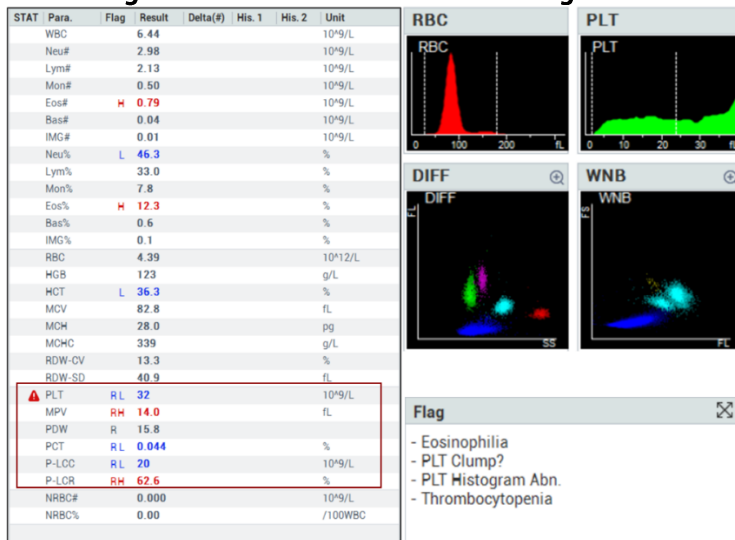 STAT Para. Flag Result Delta(#) His. 1 His. 2 Unit
WBC 6.44 10^9/L
Neu# 2.98 10^9/L
Lym# 2.13 10^9/L
Mon# 0.50 10^9/L
Eos# H 0.79 10^9/L
Bas# 0.04 10^9/L
IMG# 0.01 10^9/L
Neu% L 46.3 %
Lym% 33.0 %
Mon% 7.8 %
Eos% H 12.3 %
Bas% 0.6 %
IMG% 0.1 %
RBC 4.39 10^12/L
HGB 123 g/L
HCT L 36.3 %
MCV 82.8 fL
MCH 28.0 pg
MCHC 339 g/L
RDW-CV 13.3 %
RDW-SD 40.9 fL
PLT R L 32 10^9/L
MPV R H 14.0 fL
PDW R 15.8
PCT R L 0.044 %
P-LCC R L 20 10^9/L
P-LCR R H 62.6 %
NRBC# 0.000 10^9/L
NRBC% 0.00 /100WBC
RBC
RBC
0 100 200 fL
PLT
PLT
0 10 20 30 fL
DIFF
DIFF
FL
SS
WNB
WNB
FS
FL
Flag
- Eosinophilia
- PLT Clump?
- PLT Histogram Abn.
- Thrombocytopenia